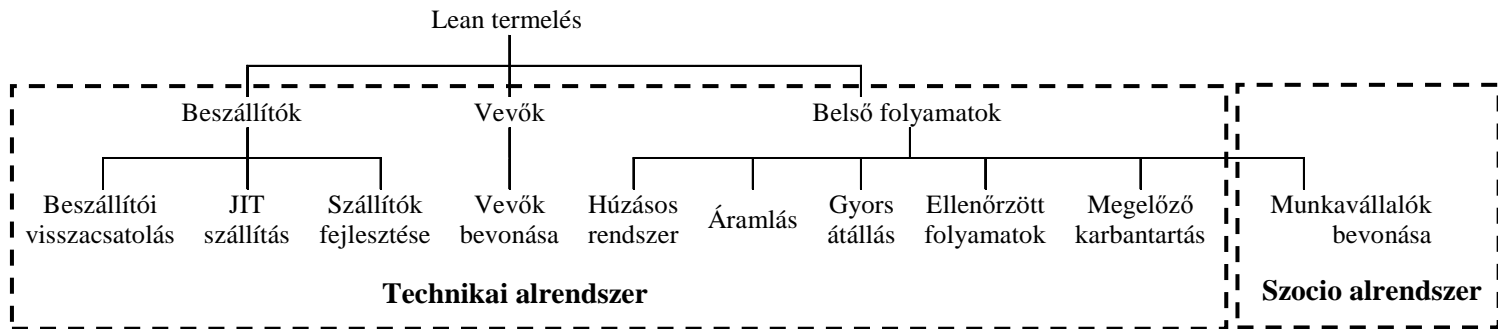 Lean termelés
Beszállítók
Vevők
Belső folyamatok
Beszállítói
visszacsatolás
JIT
szállítás
Szállítók
fejlesztése
Vevők
bevonása
Húzásos
rendszer
Áramlás
Gyors
átállás
Ellenőrzött
folyamatok
Megelőző
karbantartás
Munkavállalók
bevonása
Technikai alrendszer
Szocio alrendszer